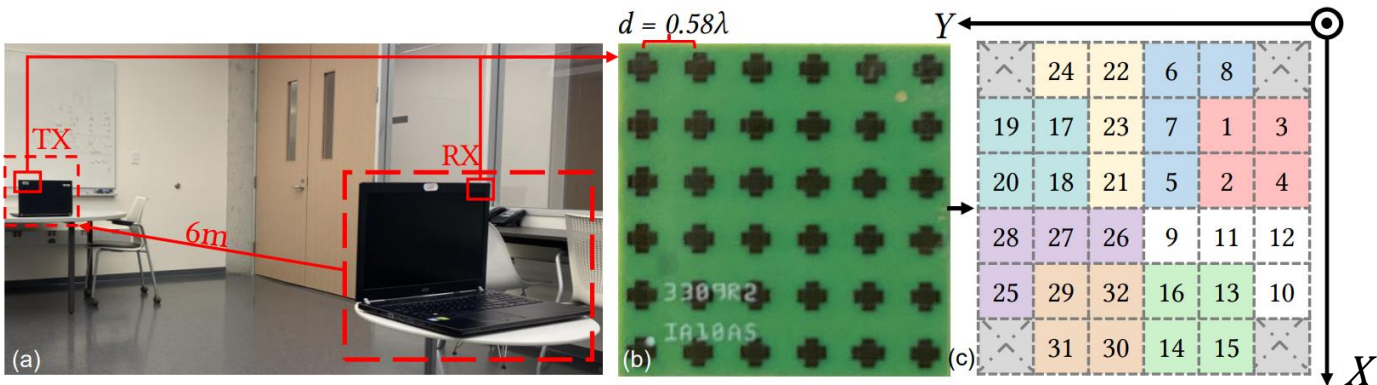 d = 0.58λ
TX
RX
6m
(a)
3309R2
IA10AS
(b)
Y
24 22 6 8
19 17 23 7 1 3
20 18 21 5 2 4
28 27 26 9 11 12
25 29 32 16 13 10
31 30 14 15
(c)
X